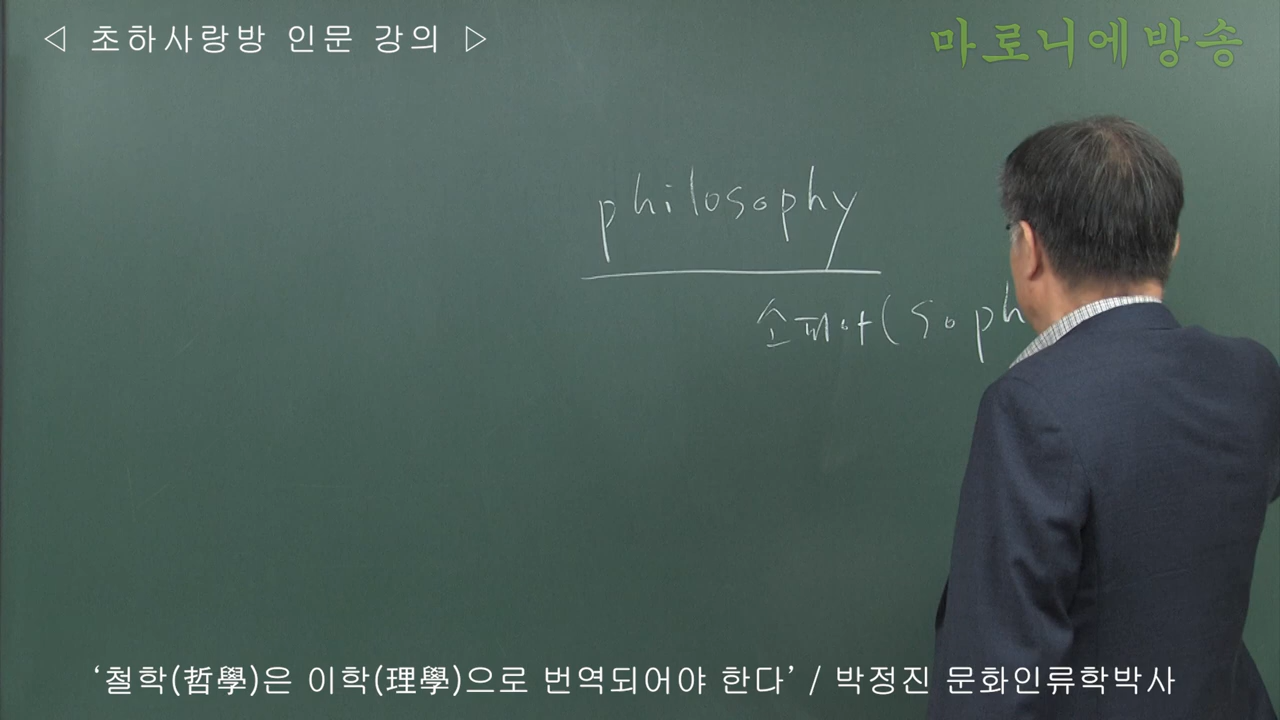 ◁ 초하사랑방 인문 강의 ▷
마로니에방송
philosophy
소피아(soph
‘철학(哲學)은 이학(理學)으로 번역되어야 한다’ / 박정진 문화인류학박사